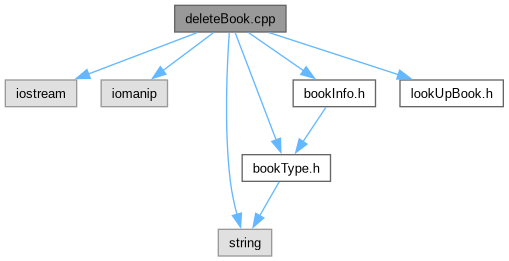 deleteBook.cpp
iostream
iomanip
bookInfo.h
lookUpBook.h
bookType.h
string